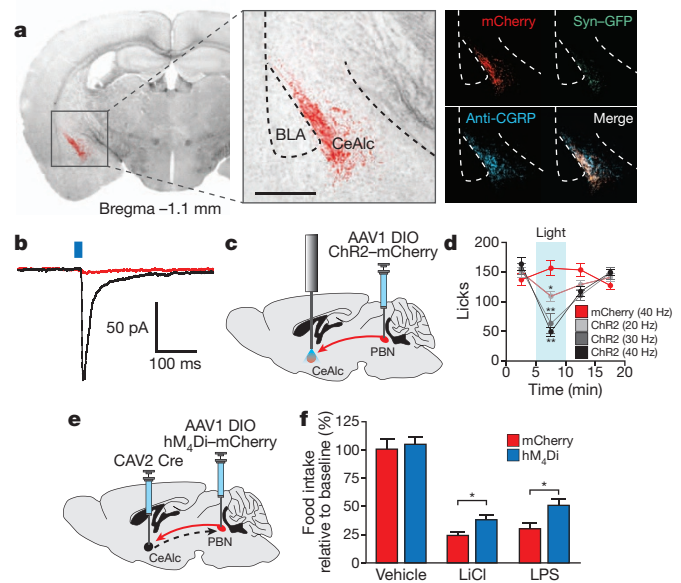 a
BLA
CeAlc
Bregma –1.1 mm
mCherry
Syn–GFP
Anti-CGRP
Merge
b
50 pA
100 ms
c
AAV1 DIO
ChR2–mCherry
PBN
CeAlc
d
Light
200
150
100
50
0
Licks
*
**
**
0
5
10
15
20
Time (min)
mCherry (40 Hz)
ChR2 (20 Hz)
ChR2 (30 Hz)
ChR2 (40 Hz)
e
AAV1 DIO
hM4Di–mCherry
CAV2 Cre
CeAlc
PBN
f
Food intake
relative to baseline (%)
125
100
75
50
25
0
mCherry
hM4Di
*
*
Vehicle
LiCl
LPS